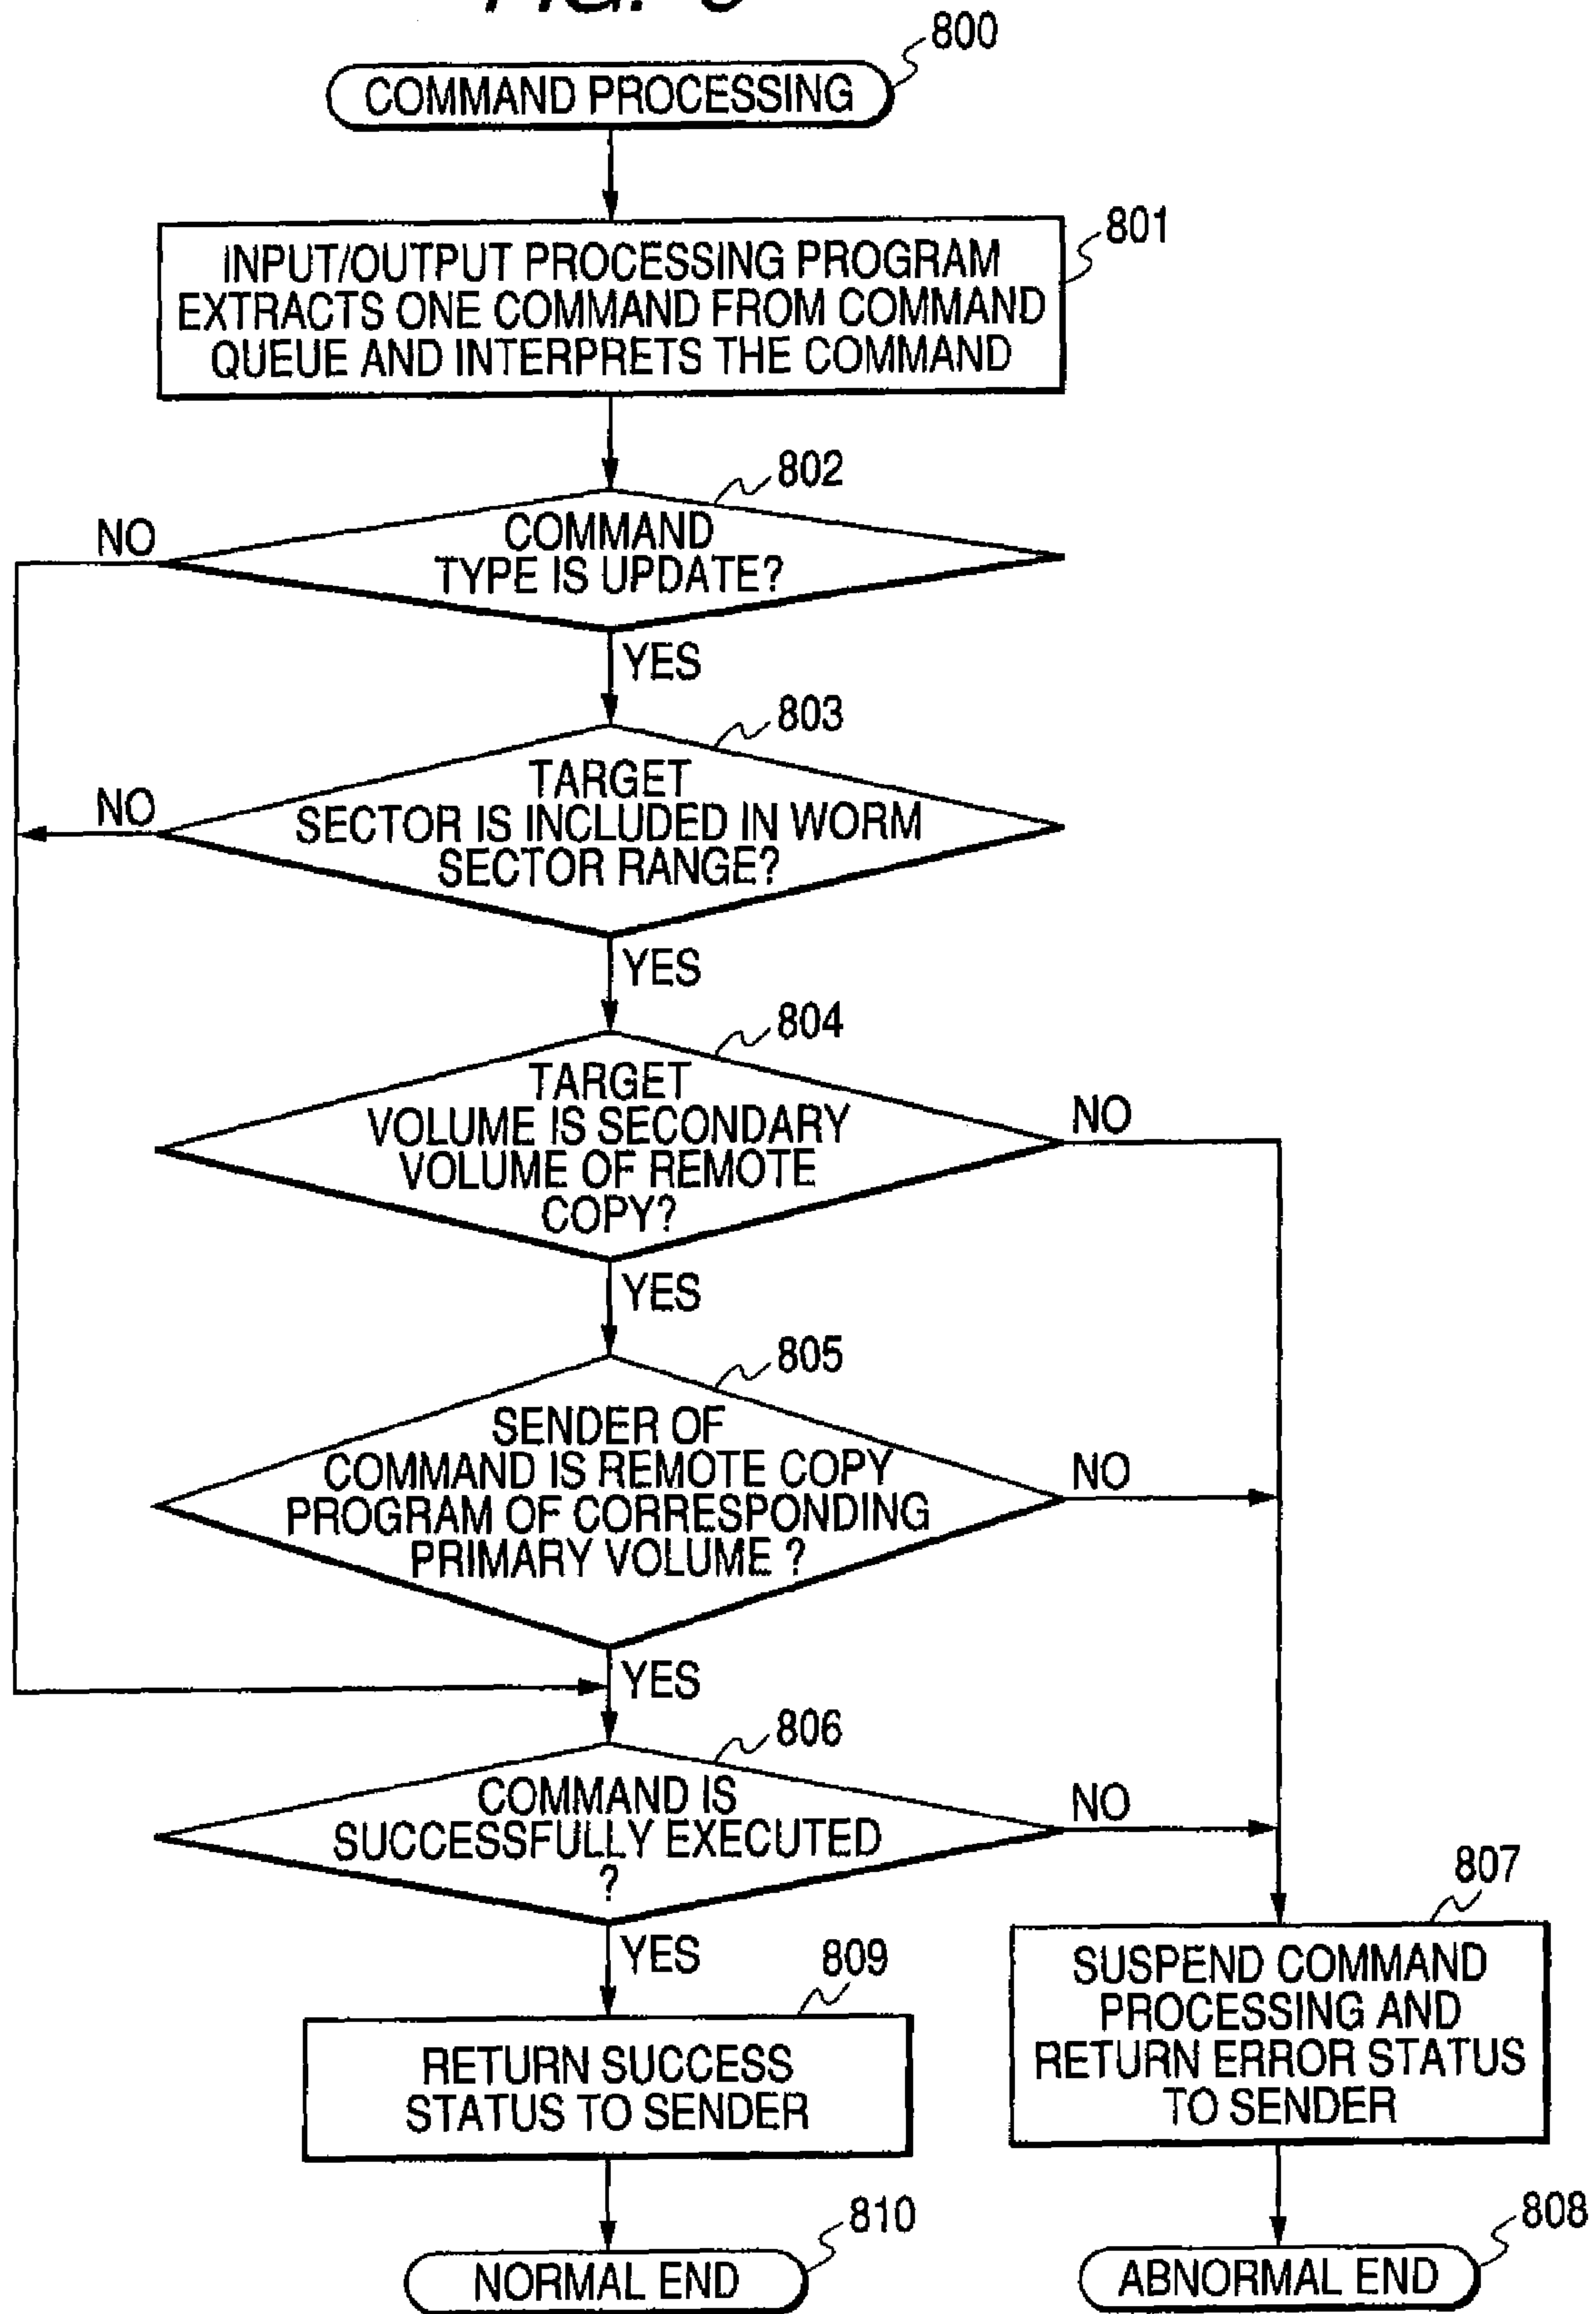 800
COMMAND PROCESSING
801
INPUT/OUTPUT PROCESSING PROGRAM
EXTRACTS ONE COMMAND FROM COMMAND
QUEUE AND INTERPRETS THE COMMAND
802
NO
COMMAND
TYPE IS UPDATE?
YES
803
NO
TARGET
SECTOR IS INCLUDED IN WORM
SECTOR RANGE?
YES
804
TARGET
VOLUME IS SECONDARY
VOLUME OF REMOTE
COPY?
NO
YES
805
SENDER OF
COMMAND IS REMOTE COPY
PROGRAM OF CORRESPONDING
PRIMARY VOLUME ?
NO
YES
806
COMMAND IS
SUCCESSFULLY EXECUTED
?
NO
YES
807
SUSPEND COMMAND
PROCESSING AND
RETURN ERROR STATUS
TO SENDER
809
RETURN SUCCESS
STATUS TO SENDER
810
NORMAL END
808
ABNORMAL END